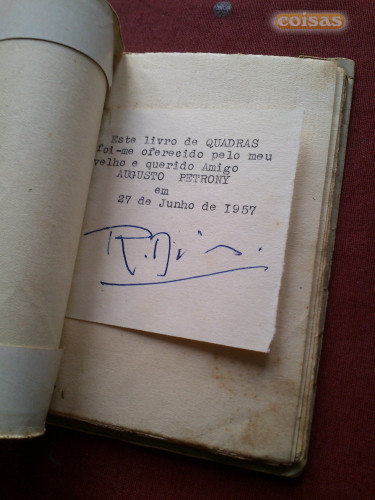 coisas
Este livro de QUADRAS
foi-me oferecido pelo meu
velho e querido Amigo
AUGUSTO PETRONY
em
27 de Junho de I957